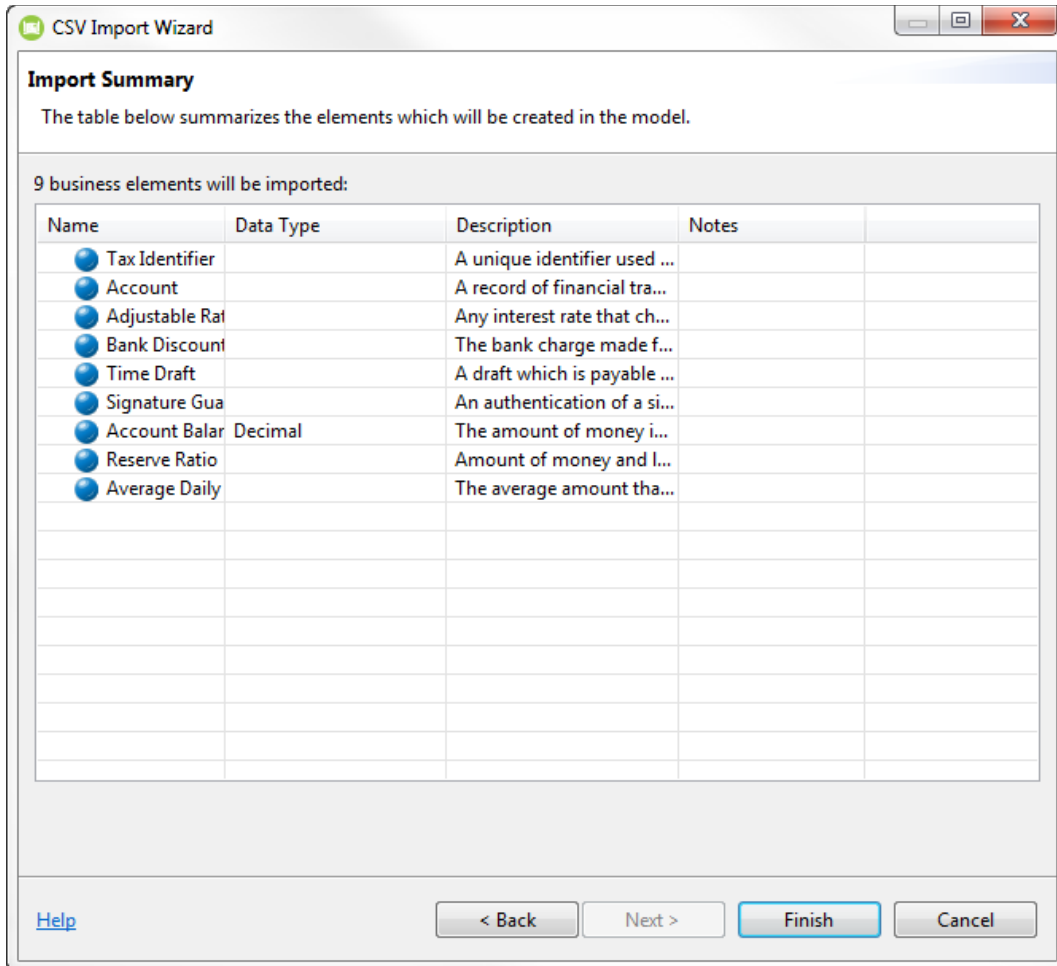 CSV Import Wizard
Import Summary
The table below summarizes the elements which will be created in the model.
9 business elements will be imported:
Name Data Type Description Notes
Tax Identifier A unique identifier used ...
Account A record of financial tra...
Adjustable Rat Any interest rate that ch...
Bank Discount The bank charge made f...
Time Draft A draft which is payable ...
Signature Gua An authentication of a si...
Account Balan Decimal The amount of money i...
Reserve Ratio Amount of money and l...
Average Daily The average amount tha...
Help < Back Next > Finish Cancel